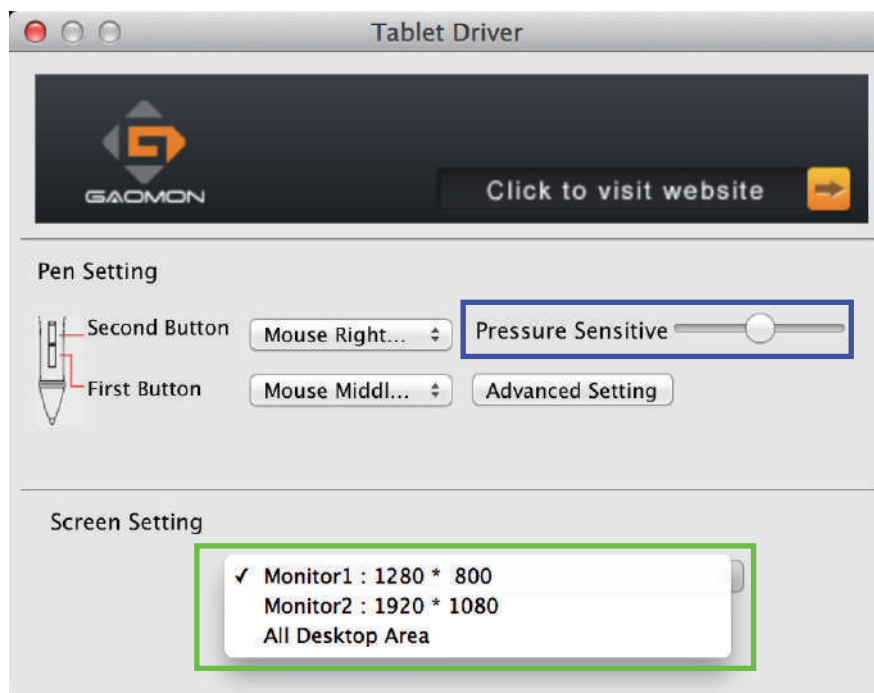 Tablet Driver
GAOMON
Click to visit website
Pen Setting
Second Button
Mouse Right...
Pressure Sensitive
First Button
Mouse Middl...
Advanced Setting
Screen Setting
✓ Monitor1 : 1280 * 800
Monitor2 : 1920 * 1080
All Desktop Area